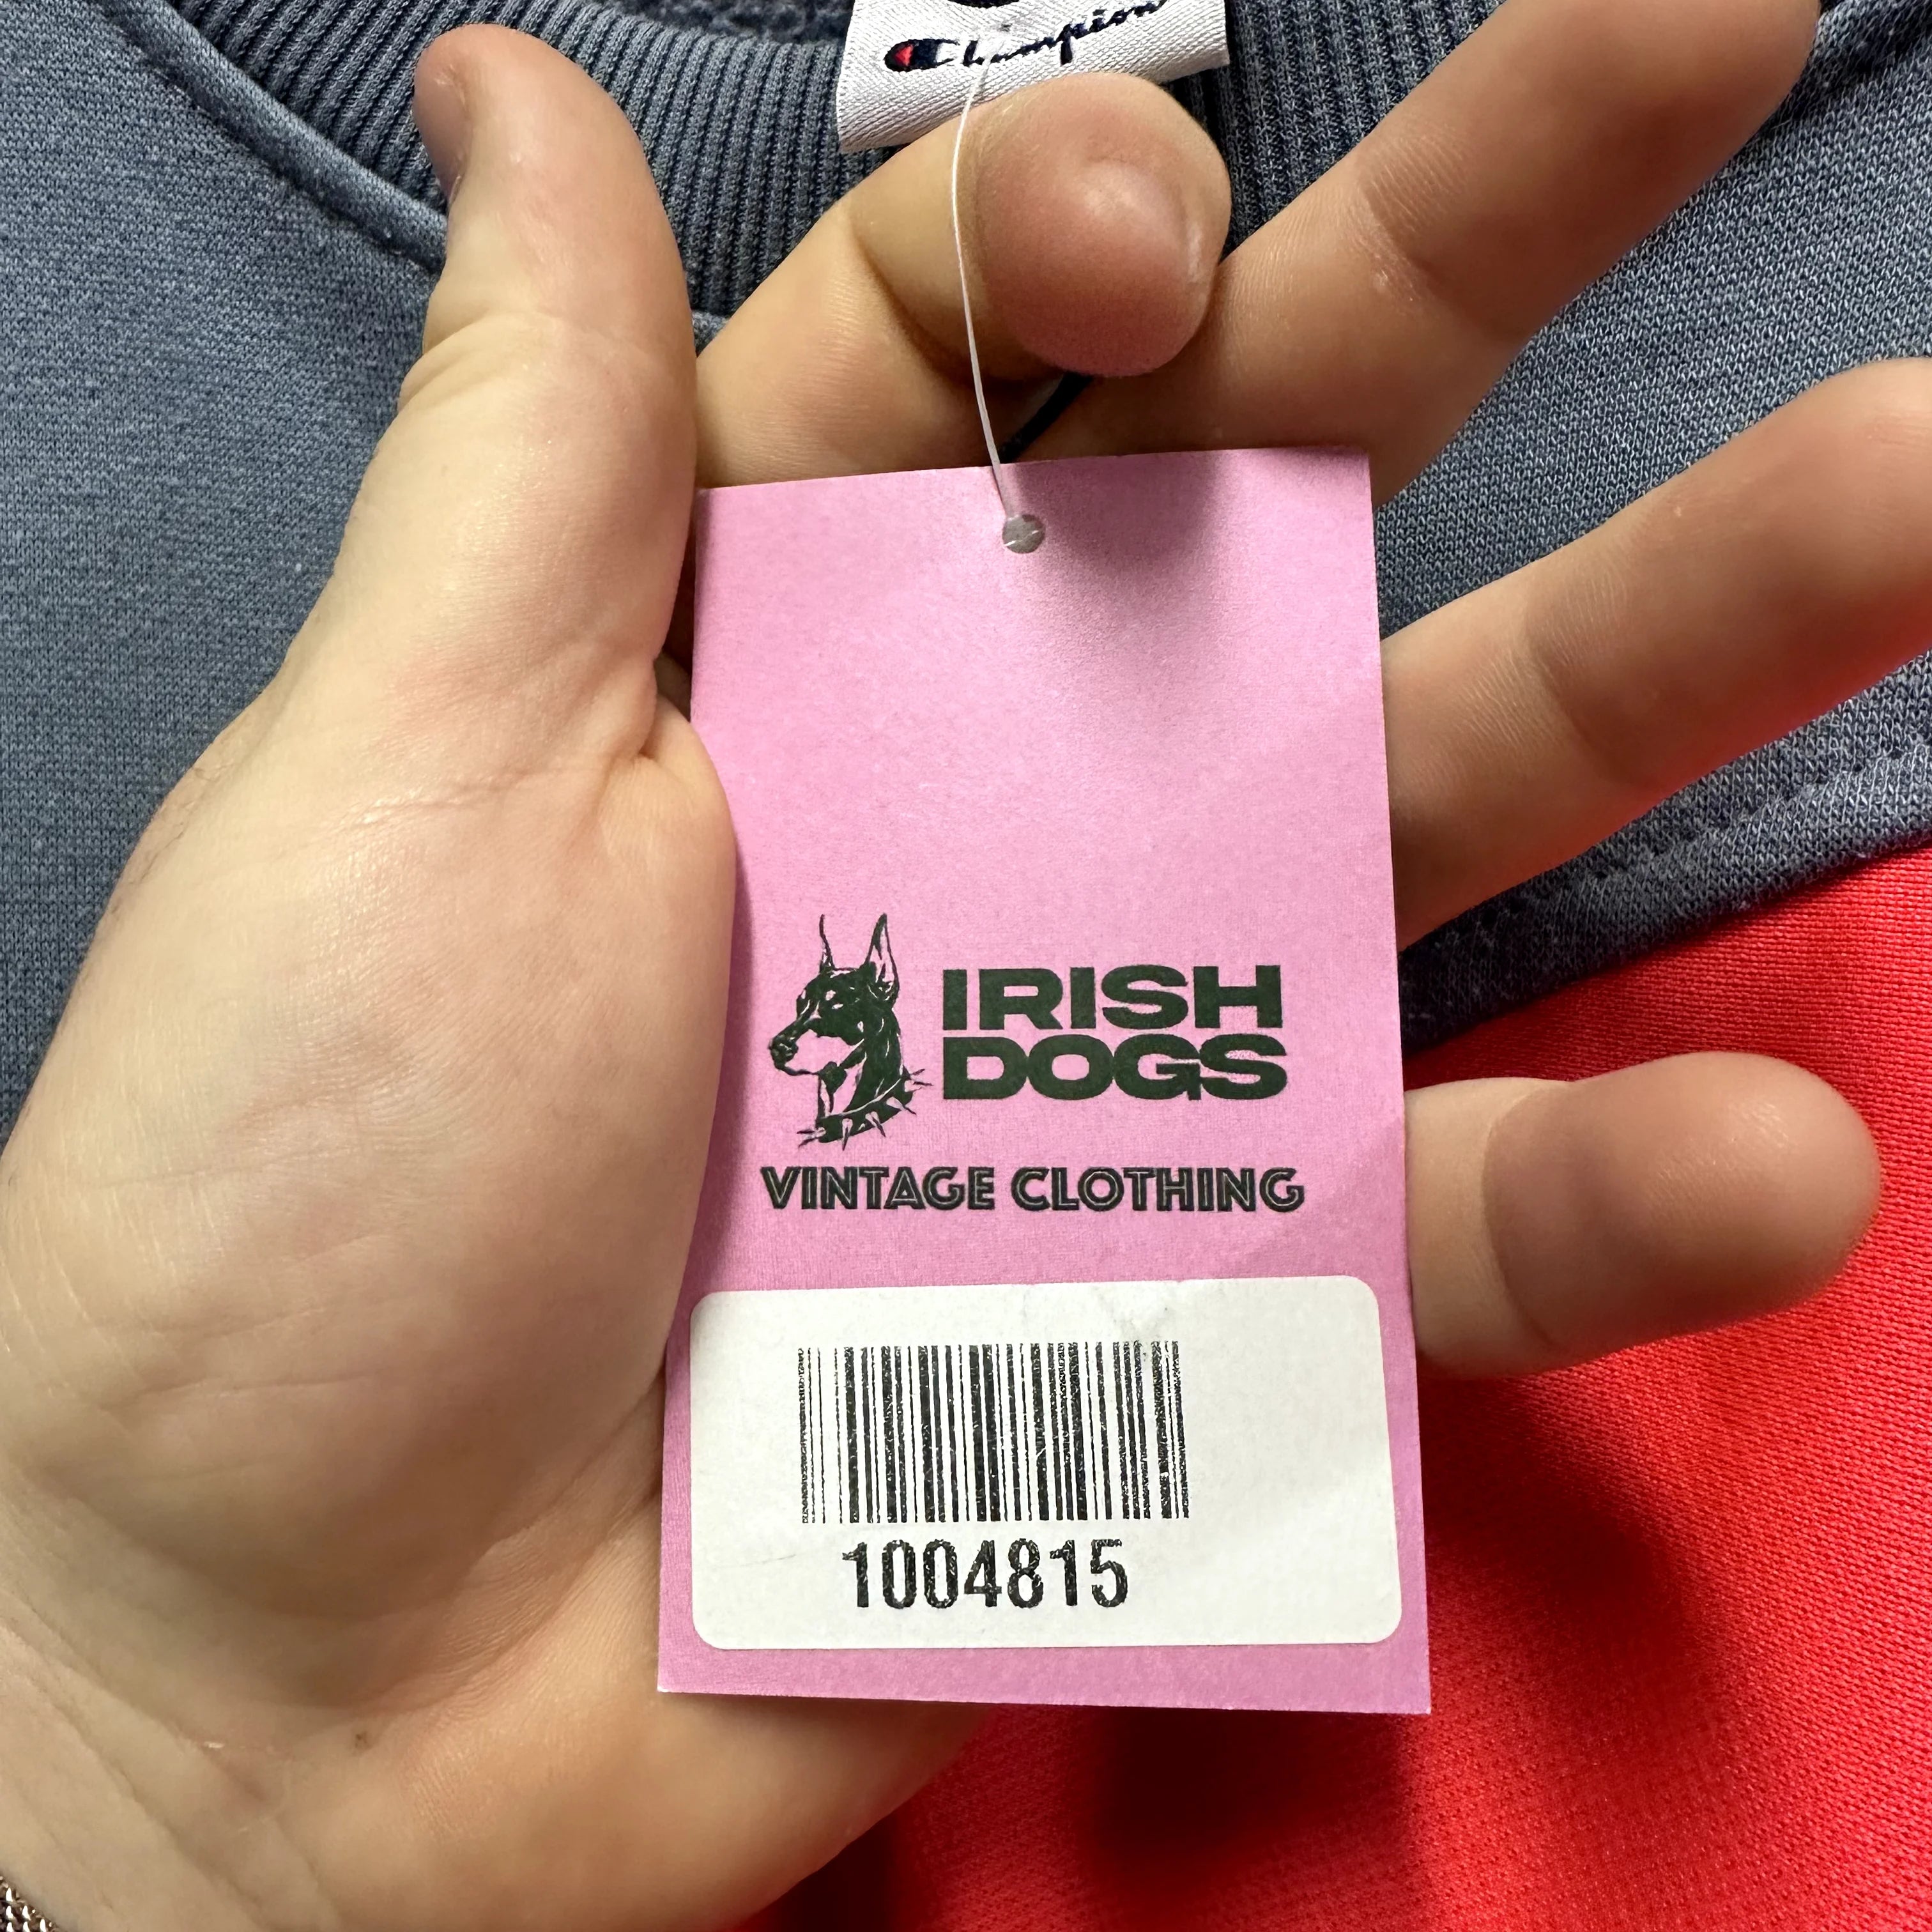 Champion
IRISH
DOGS
VINTAGE CLOTHING
1004815